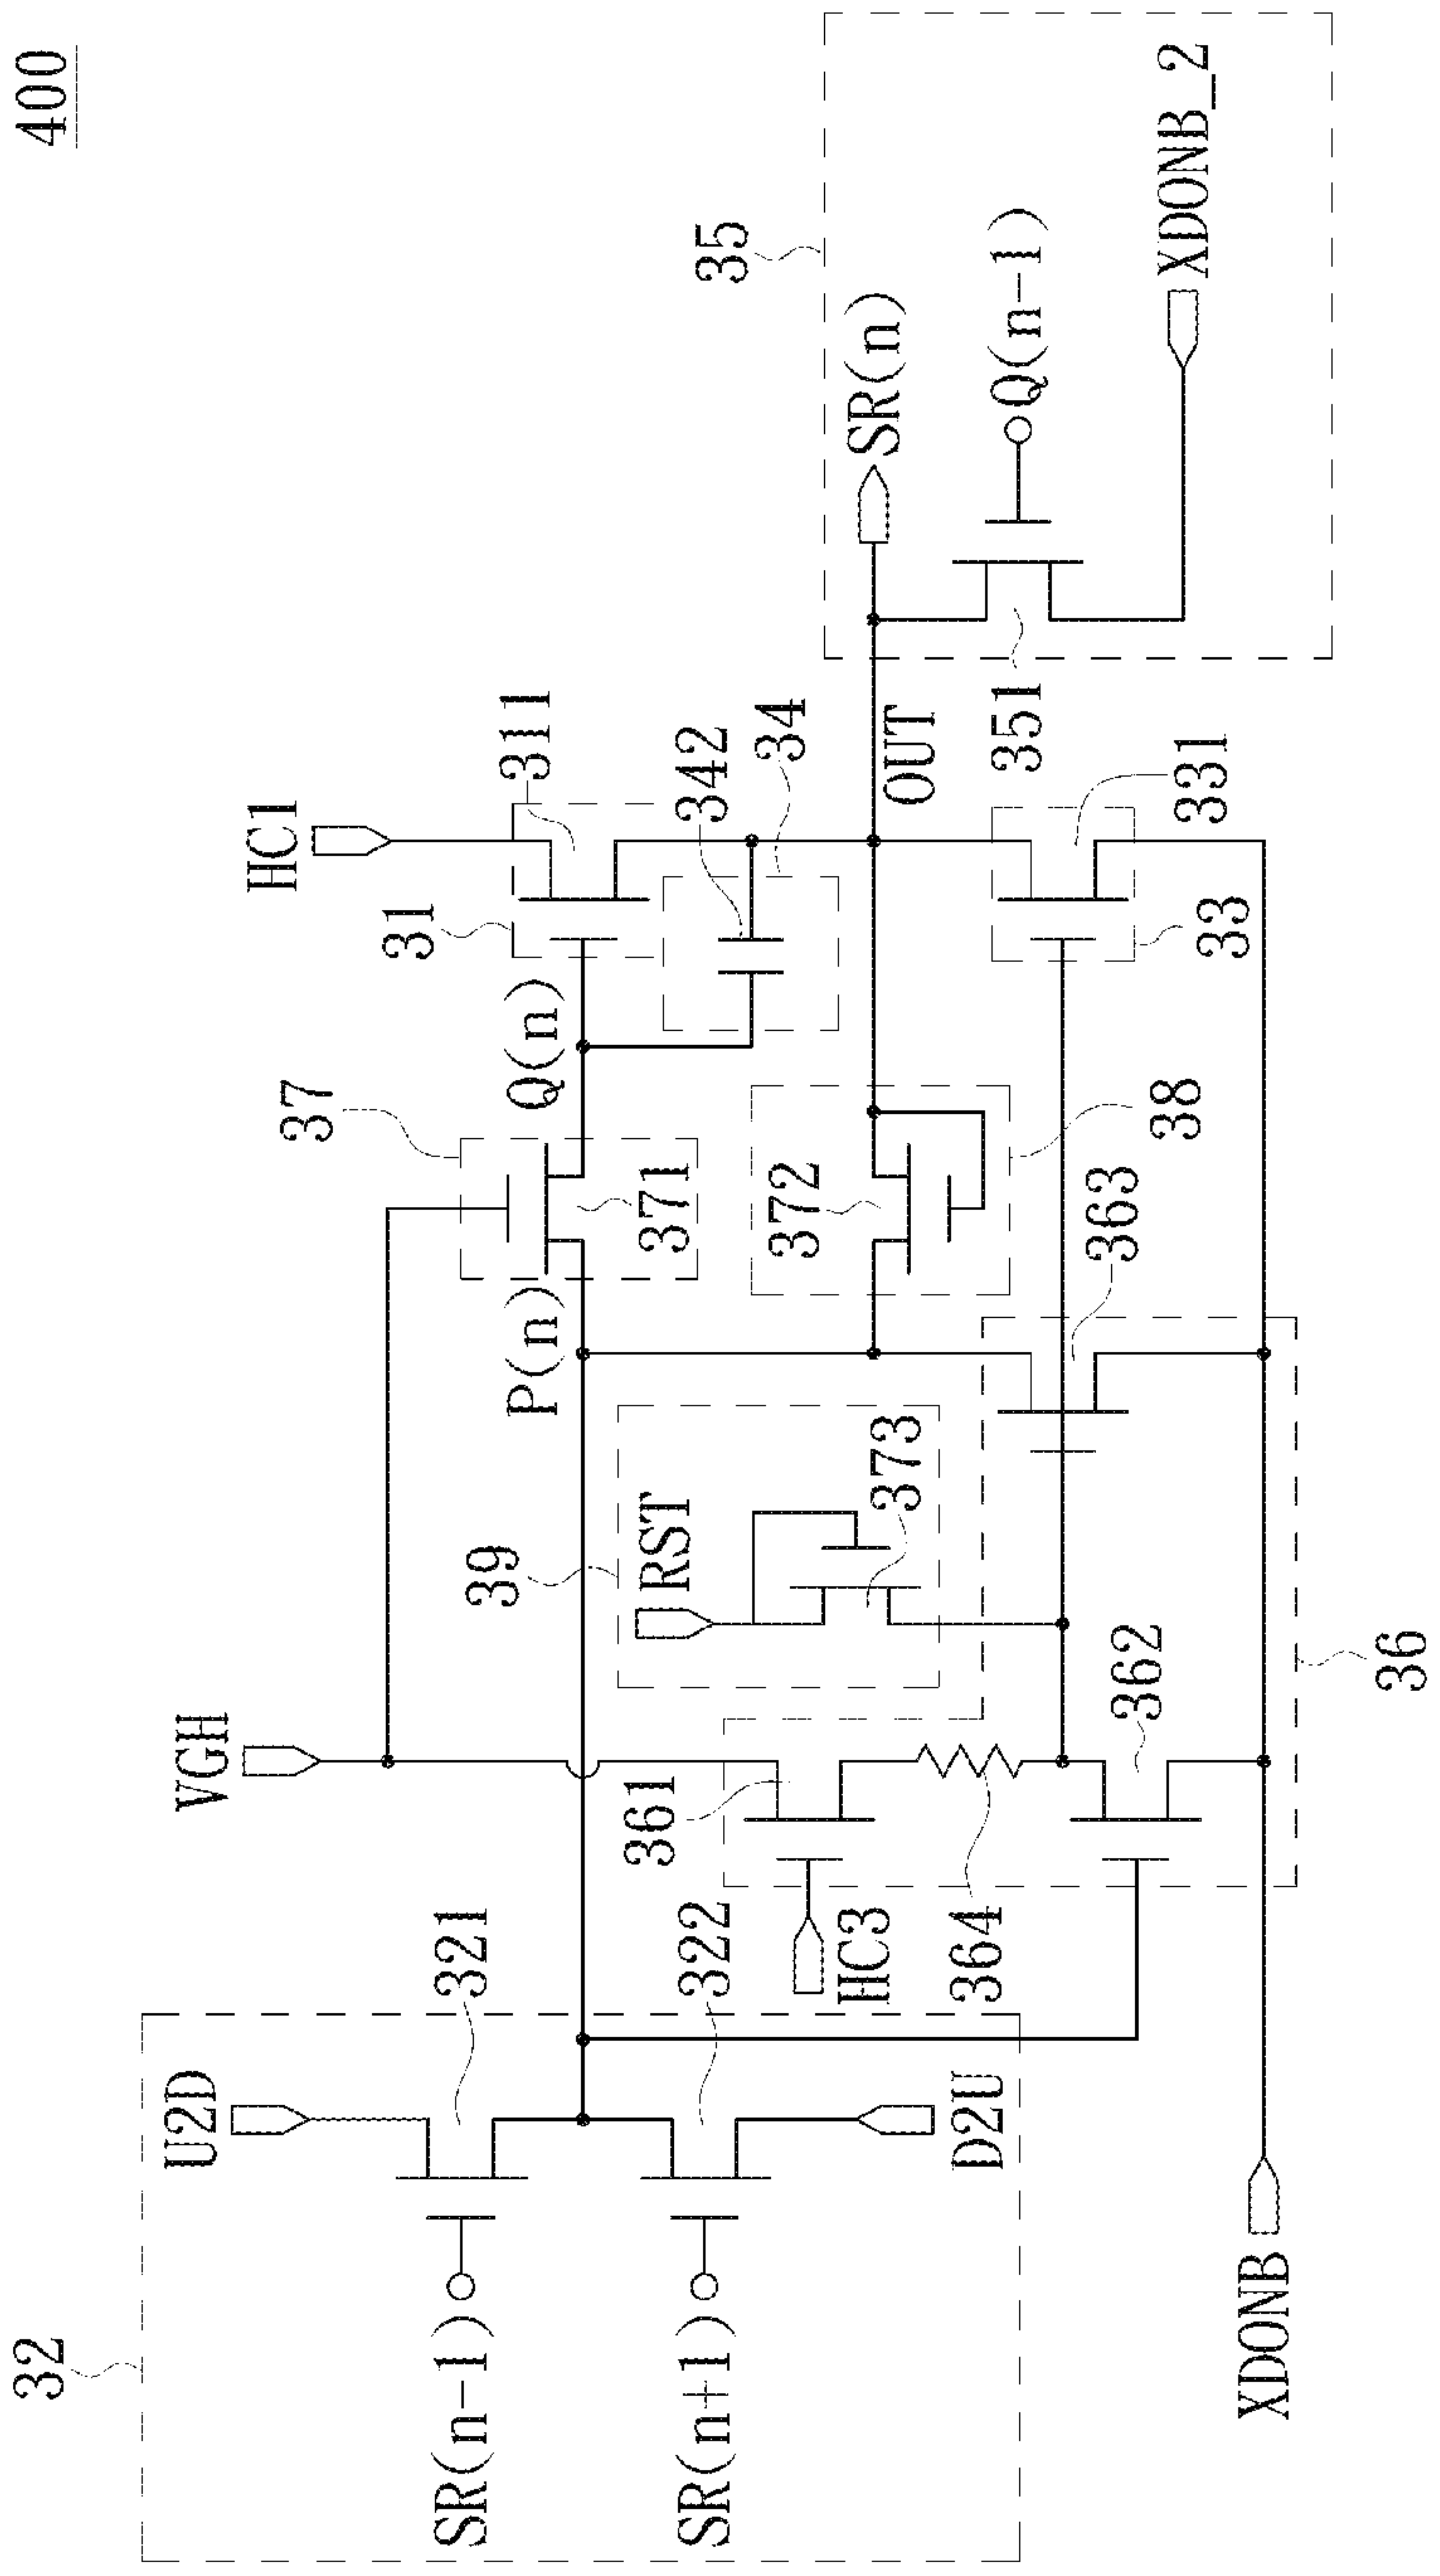 400
32
U2D
321
SR(n-1)
322
SR(n+1)
D2U
VGH
37
P(n)
371
Q(n)
31
HC1
311
342
34
39
RST
373
372
38
OUT
SR(n)
35
Q(n-1)
351
XDONB_2
361
HC3
364
362
363
36
33
331
XDONB